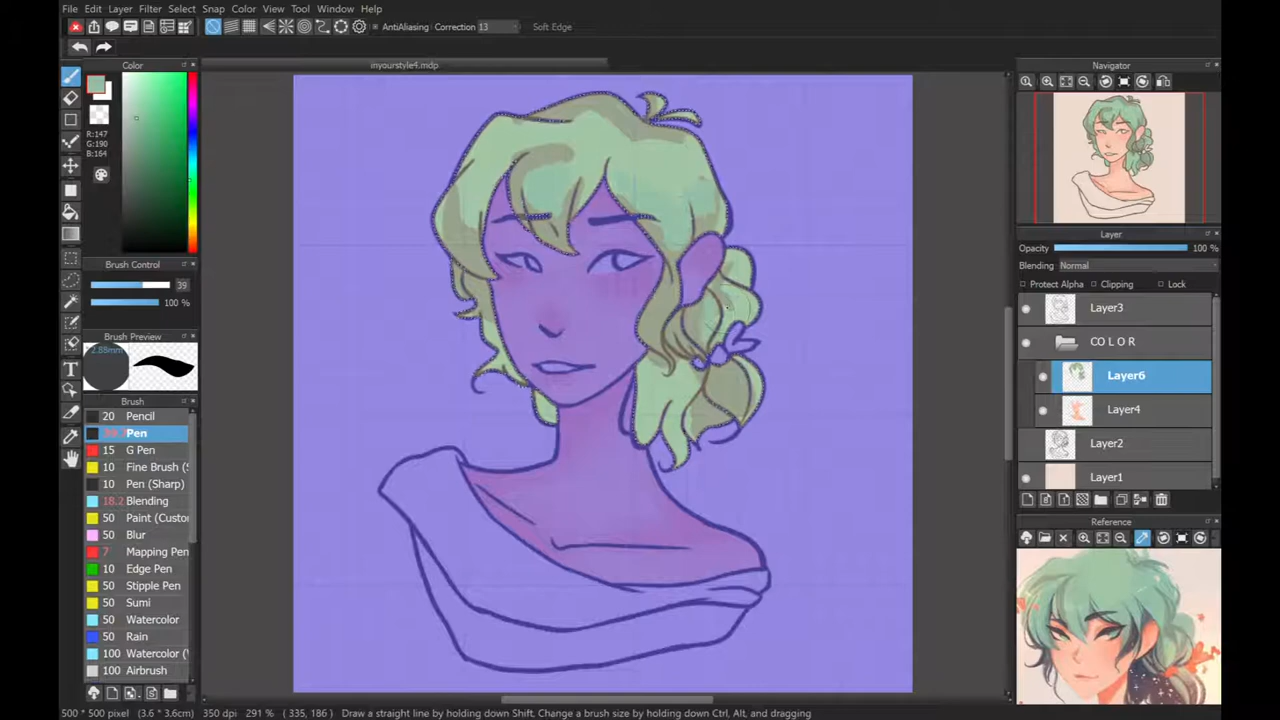 File Edit Layer Filter Select Snap Color View Tool Window Help
AntiAliasing Correction 13 Soft Edge
Color
inyourstyle4.mdp
Navigator
R:147
G:190
B:164
Layer
Opacity 100 %
Blending Normal
Brush Control
39
100 %
Protect Alpha Clipping Lock
Layer3
Brush Preview
C O L O R
2.88mm
Layer6
Brush
Layer4
20 Pencil
Pen
Layer2
15 G Pen
10 Fine Brush (S
Layer1
10 Pen (Sharp)
18.2 Blending
50 Paint (Custor
Reference
50 Blur
7 Mapping Pen
10 Edge Pen
50 Stipple Pen
50 Sumi
50 Watercolor
50 Rain
100 Watercolor (
100 Airbrush
500 * 500 pixel (3.6 * 3.6cm) 350 dpi 291 % ( 335, 186 ) Draw a straight line by holding down Shift, Change a brush size by holding down Ctrl, Alt, and dragging